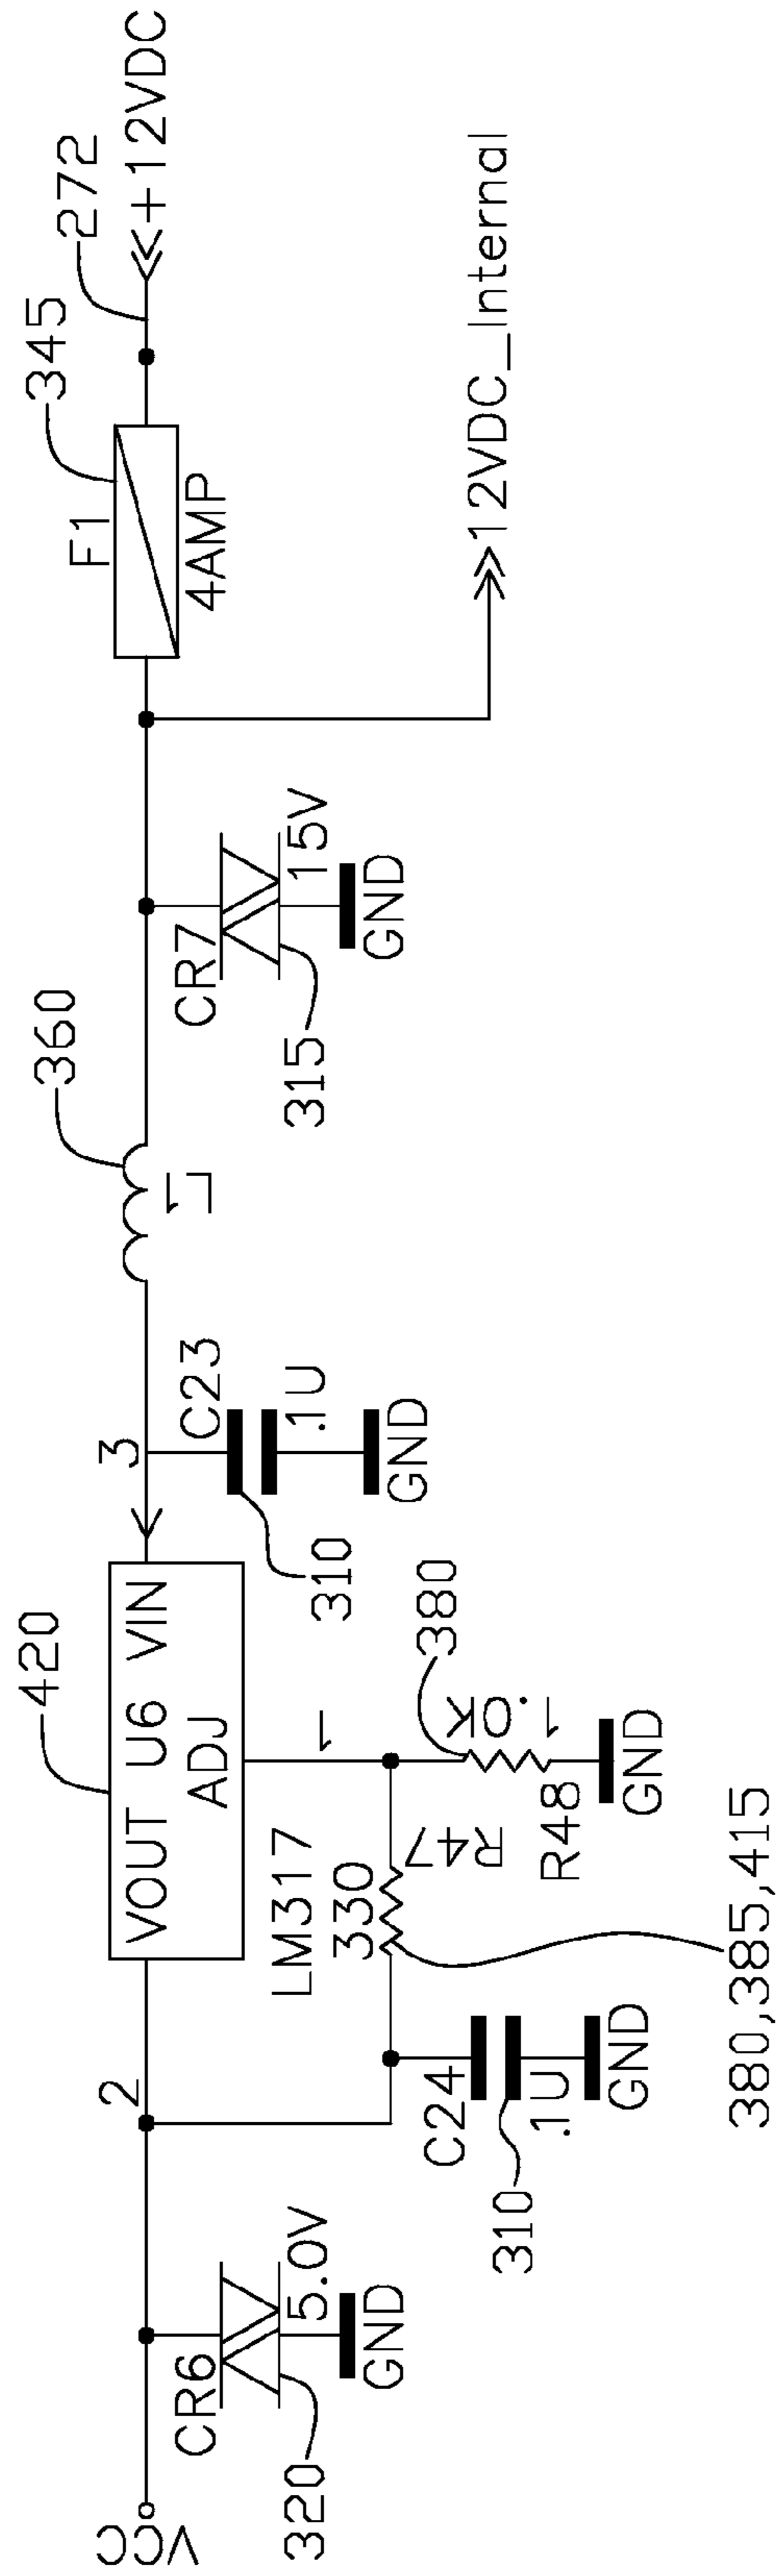 VCC
CR6
5.0V
GND
320
2
C24
.1U
GND
310
VOUT U6 VIN
ADJ
420
LM317
330
R47
380,385,415
1
380
1.0K
R48
GND
3
C23
.1U
GND
310
L1
360
CR7
15V
GND
315
F1
4AMP
345
272
+12VDC
12VDC_Internal